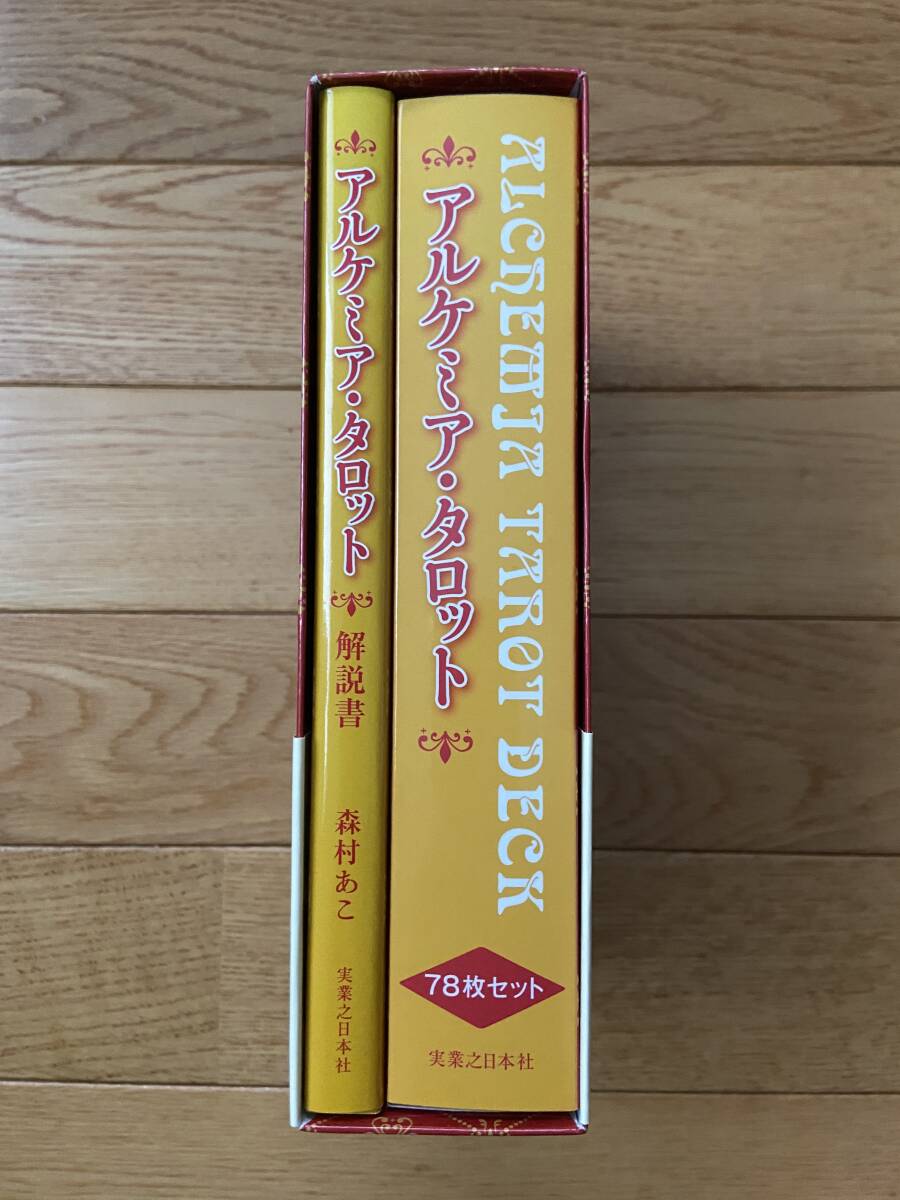 アルケミア・タロット
解説書
森村あこ
実業之日本社
アルケミア・タロット
ALCHEMIA TAROT DECK
78枚セット
実業之日本社